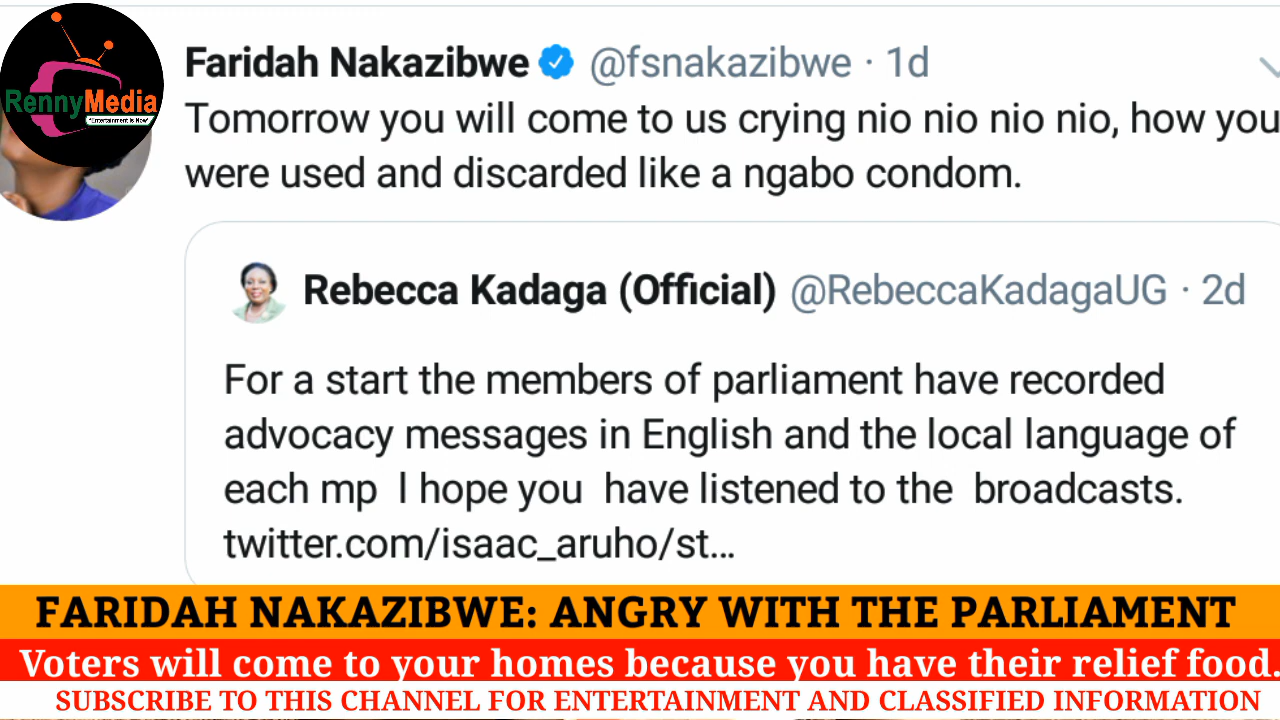 RennyMedia
"Entertainment Is Now"
Faridah Nakazibwe @fsnakazibwe · 1d
Tomorrow you will come to us crying nio nio nio nio, how you
were used and discarded like a ngabo condom.
Rebecca Kadaga (Official) @RebeccaKadagaUG · 2d
For a start the members of parliament have recorded
advocacy messages in English and the local language of
each mp I hope you have listened to the broadcasts.
twitter.com/isaac_aruho/st...
FARIDAH NAKAZIBWE: ANGRY WITH THE PARLIAMENT
Voters will come to your homes because you have their relief food.
SUBSCRIBE TO THIS CHANNEL FOR ENTERTAINMENT AND CLASSIFIED INFORMATION